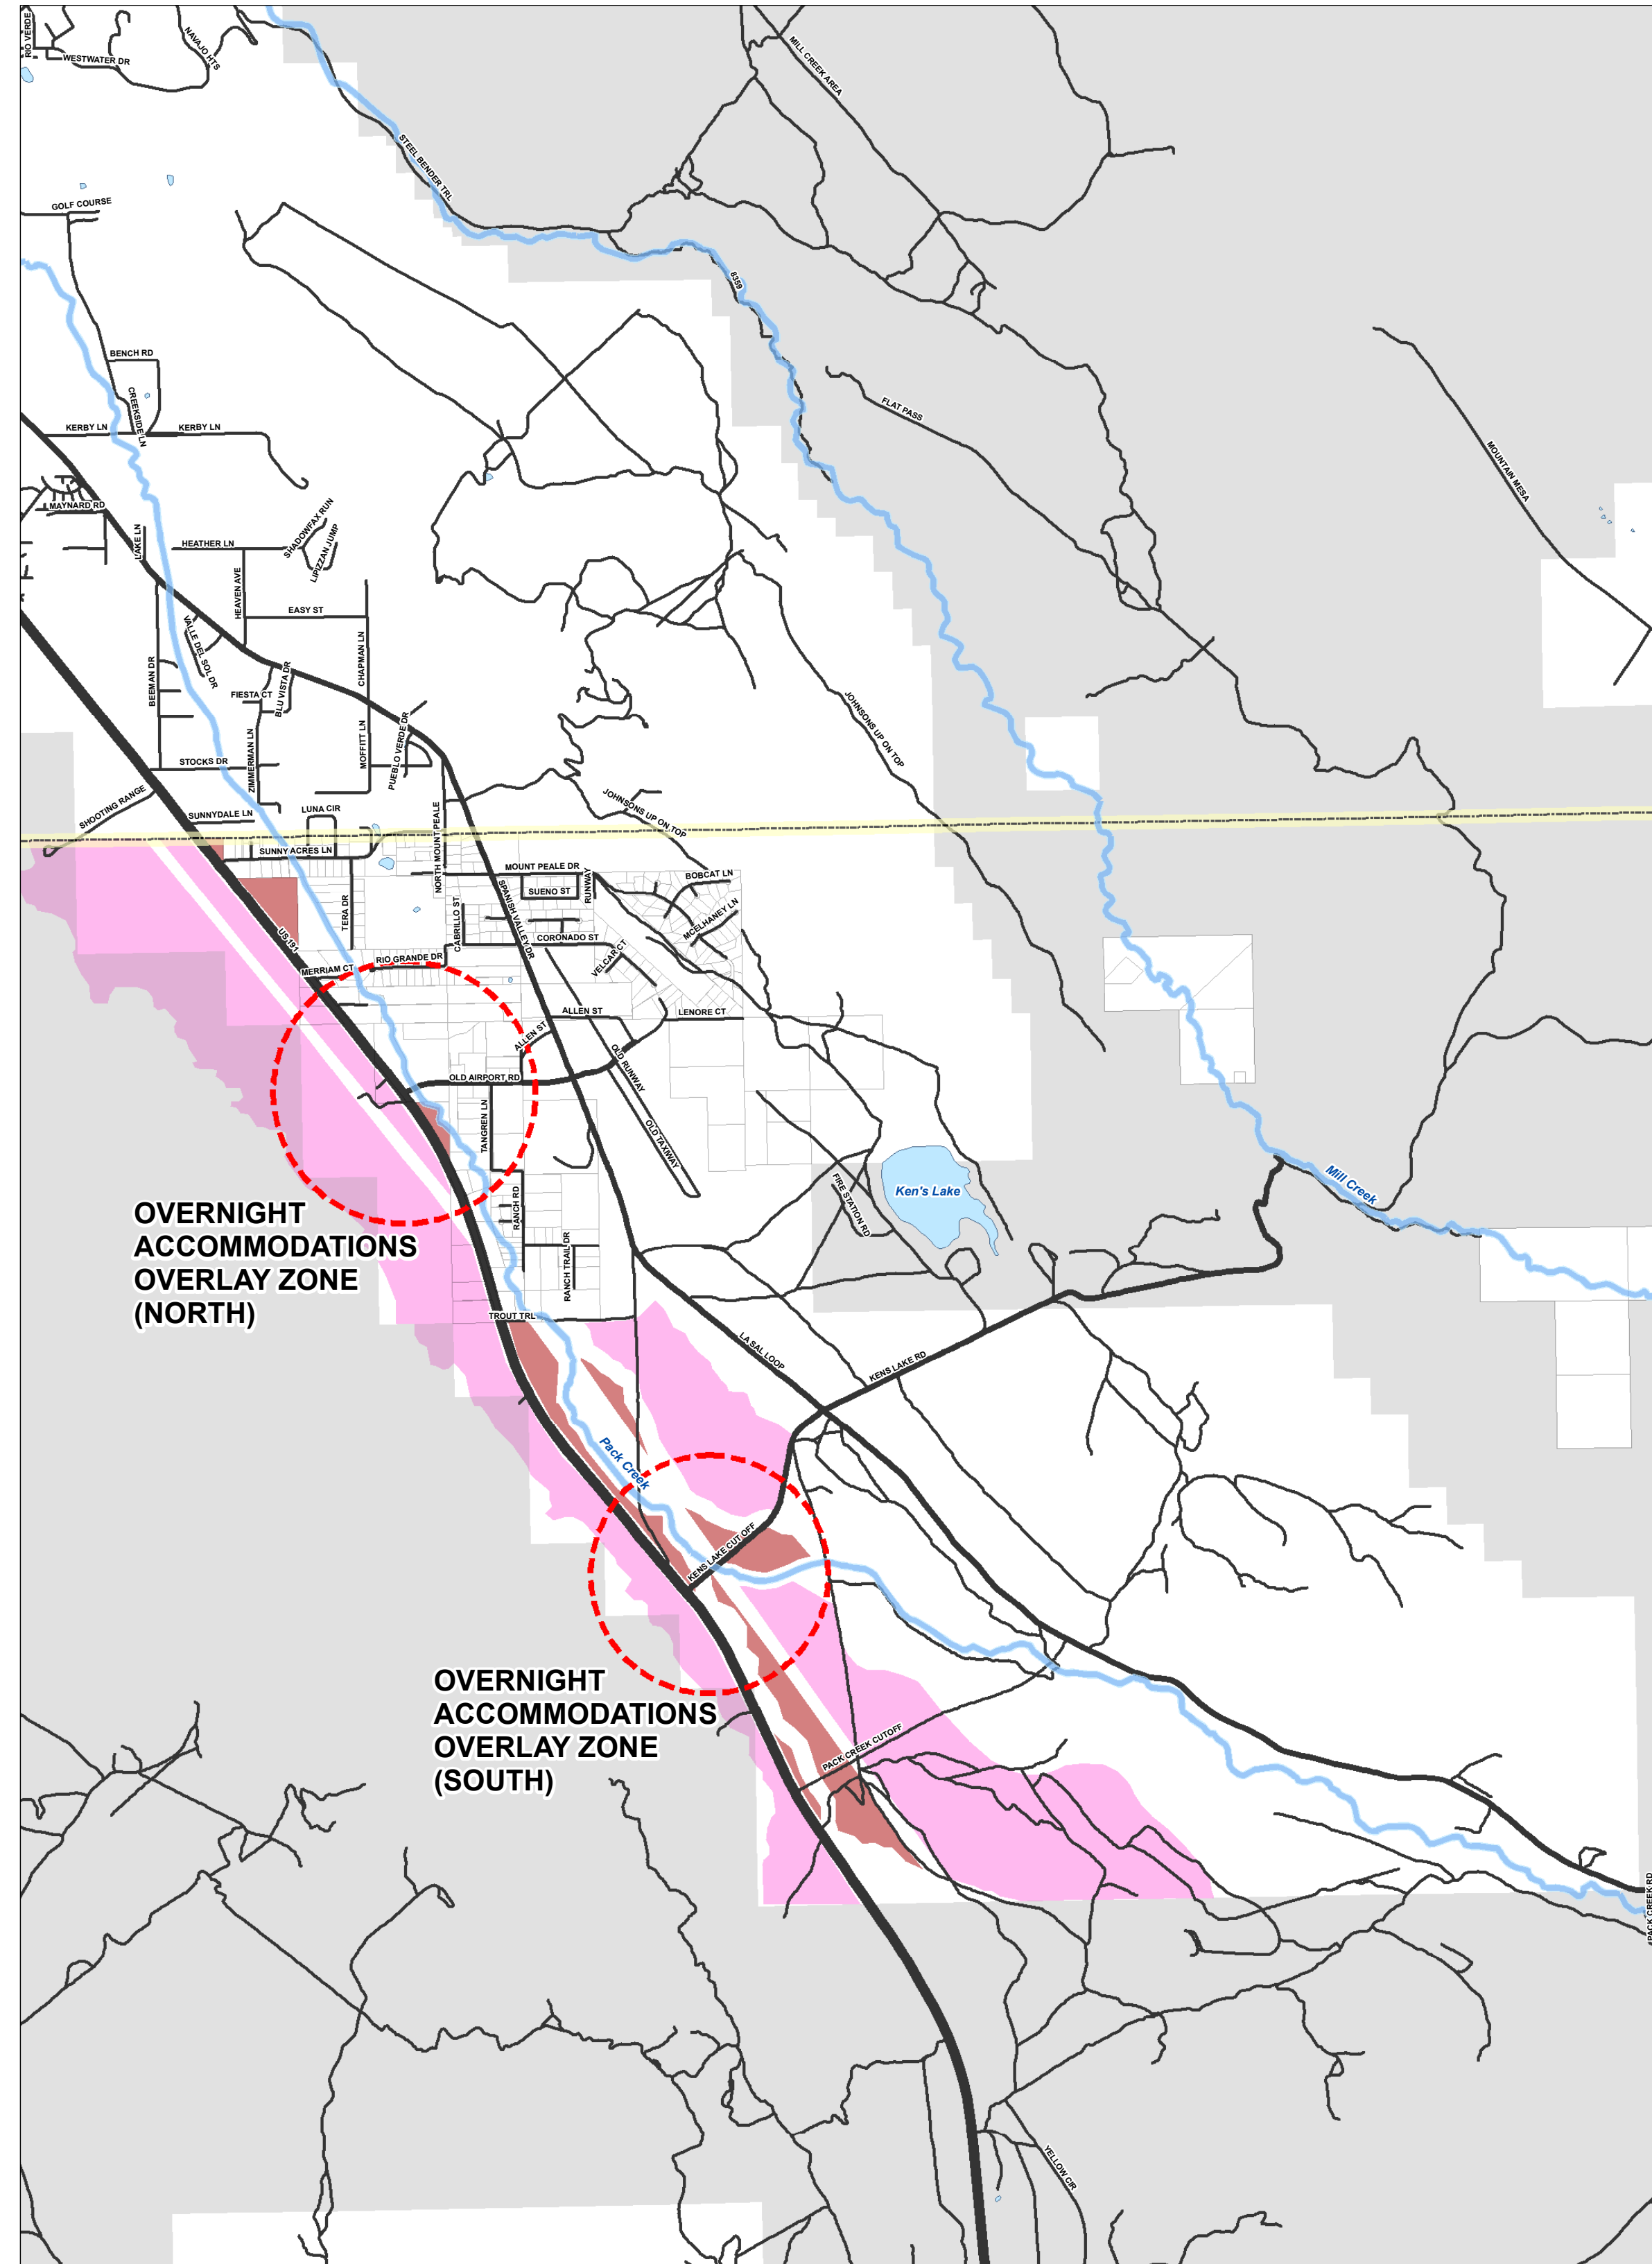 RIO VERDE
WESTWATER DR
NAVAJO HTS
MILL CREEK AREA
STEEL BENDER TRL
GOLF COURSE
8359
BENCH RD
CREEKSIDE LN
FLAT PASS
KERBY LN
KERBY LN
MOUNTAIN MESA
MAYNARD RD
LAKE LN
HEATHER LN
SHADOWFAX RUN
LIPIZZAN JUMP
HEAVEN AVE
EASY ST
VALLE DEL SOL DR
CHAPMAN LN
BEEMAN DR
FIESTA CT
BLU VISTA DR
JOHNSONS UP ON TOP
ZIMMERMAN LN
MOFFITT LN
PUEBLO VERDE DR
STOCKS DR
SHOOTING RANGE
SUNNYDALE LN
LUNA CIR
NORTH MOUNT PEALE
JOHNSONS UP ON TOP
SUNNY ACRES LN
MOUNT PEALE DR
SUENO ST
RUNWAY
BOBCAT LN
TERA DR
CABRILLO ST
SPANISH VALLEY DR
MCELHANEY LN
US 191
CORONADO ST
VELCAR CT
MERRIAM CT
RIO GRANDE DR
ALLEN ST
LENORE CT
ALLEN ST
OLD RUNWAY
OLD AIRPORT RD
TANGREN LN
OLD TAXIWAY
Ken's Lake
FIRE STATION RD
Mill Creek
RANCH RD
RANCH TRAIL DR
OVERNIGHT
ACCOMMODATIONS
OVERLAY ZONE
(NORTH)
TROUT TRL
LA SAL LOOP
KENS LAKE RD
Pack Creek
KENS LAKE CUT OFF
OVERNIGHT
ACCOMMODATIONS
OVERLAY ZONE
(SOUTH)
PACK CREEK CUTOFF
PACK CREEK RD
YELLOW CIR